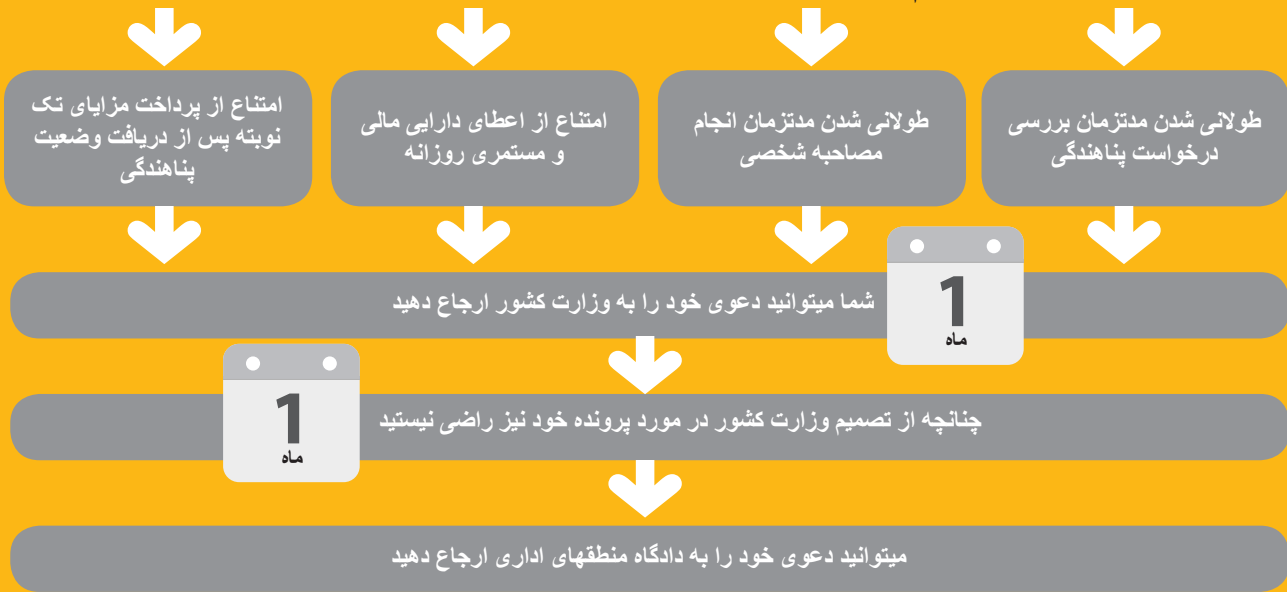 طولانی شدن مدتزمان بررسی
درخواست پناهندگی
طولانی شدن مدتزمان انجام
مصاحبه شخصی
امتناع از اعطای دارایی مالی
و مستمری روزانه
امتناع از پرداخت مزایای تک
نوبته پس از دریافت وضعیت
پناهندگی
1
ماه
شما میتوانید دعوی خود را به وزارت کشور ارجاع دهید
چنانچه از تصمیم وزارت کشور در مورد پرونده خود نیز راضی نیستید
1
ماه
میتوانید دعوی خود را به دادگاه منطقهای اداری ارجاع دهید